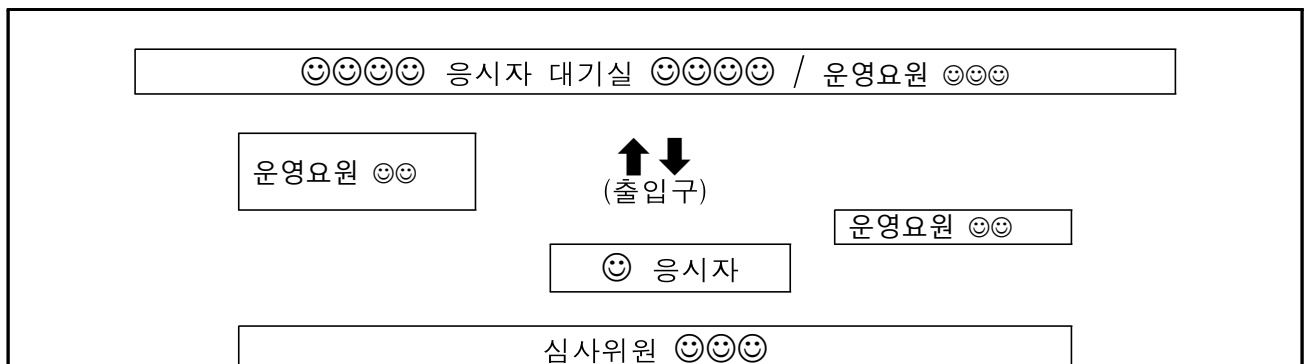 ☺☺☺☺ 응시자 대기실 ☺☺☺☺ / 운영요원 ☺☺☺
운영요원 ☺☺
(출입구)
운영요원 ☺☺
☺ 응시자
심사위원 ☺☺☺